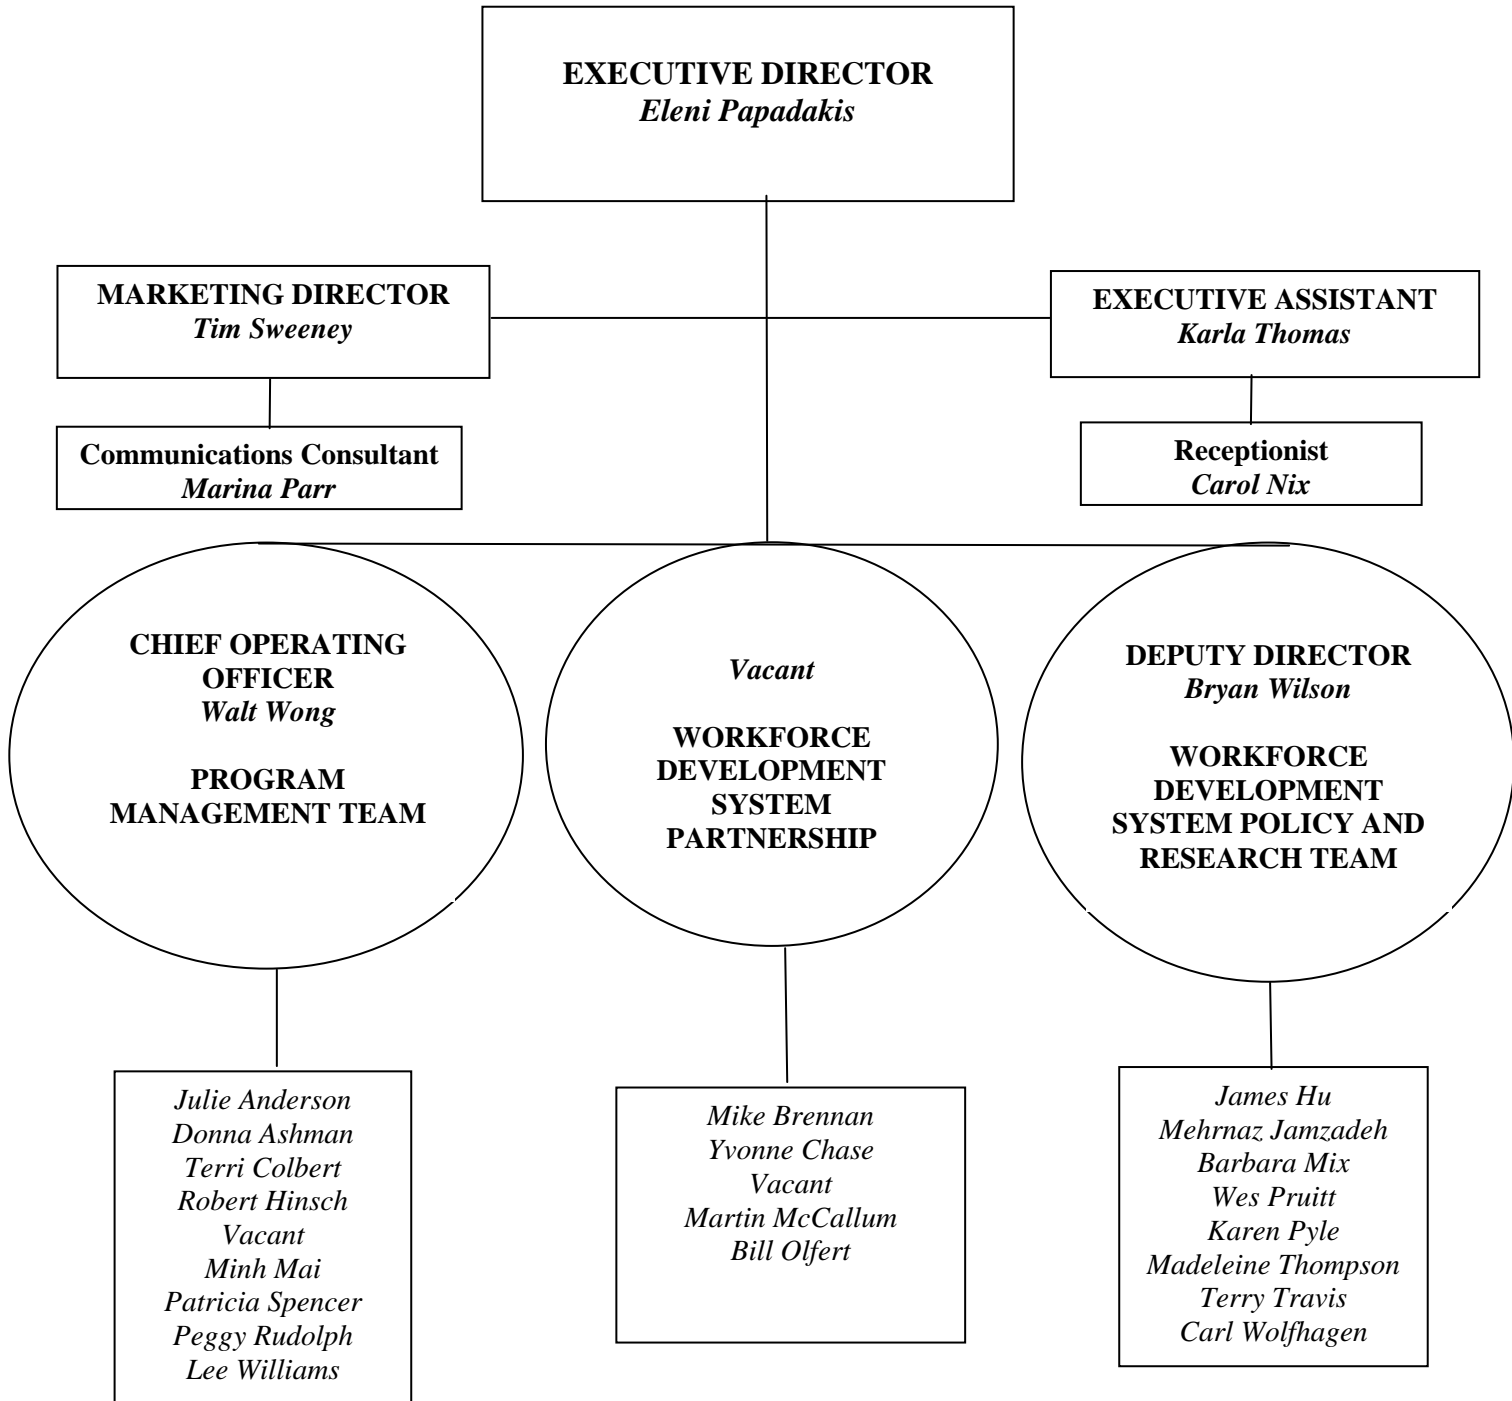 EXECUTIVE DIRECTOR
Eleni Papadakis
MARKETING DIRECTOR
Tim Sweeney
EXECUTIVE ASSISTANT
Karla Thomas
Communications Consultant
Marina Parr
Receptionist
Carol Nix
CHIEF OPERATING
OFFICER
Walt Wong
PROGRAM
MANAGEMENT TEAM
Vacant
WORKFORCE
DEVELOPMENT
SYSTEM
PARTNERSHIP
DEPUTY DIRECTOR
Bryan Wilson
WORKFORCE
DEVELOPMENT
SYSTEM POLICY AND
RESEARCH TEAM
Julie Anderson
Donna Ashman
Terri Colbert
Robert Hinsch
Vacant
Minh Mai
Patricia Spencer
Peggy Rudolph
Lee Williams
Mike Brennan
Yvonne Chase
Vacant
Martin McCallum
Bill Olfert
James Hu
Mehrnaz Jamzadeh
Barbara Mix
Wes Pruitt
Karen Pyle
Madeleine Thompson
Terry Travis
Carl Wolfhagen